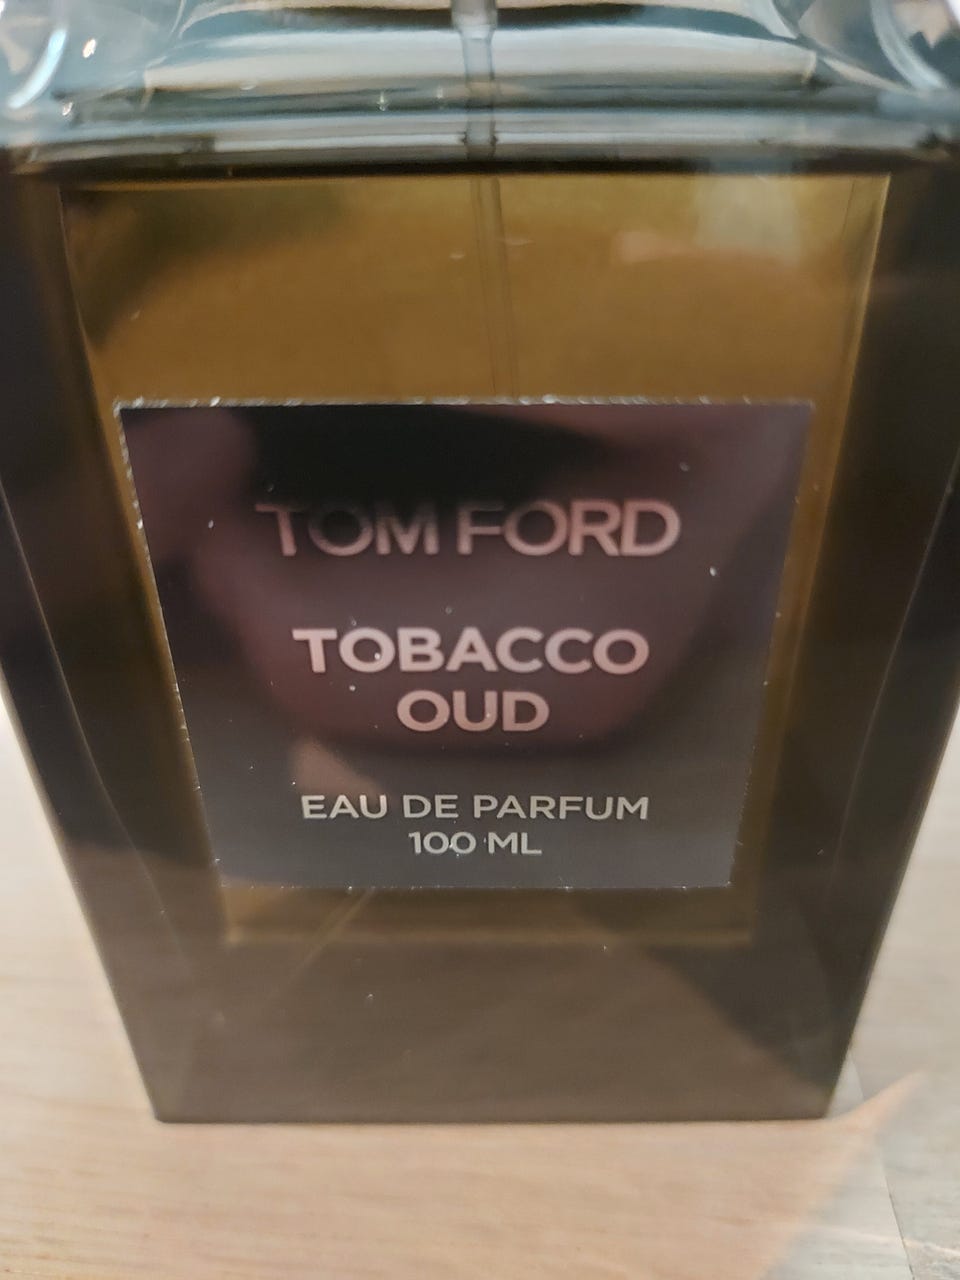 TOM FORD
TOBACCO
OUD
EAU DE PARFUM
100 ML